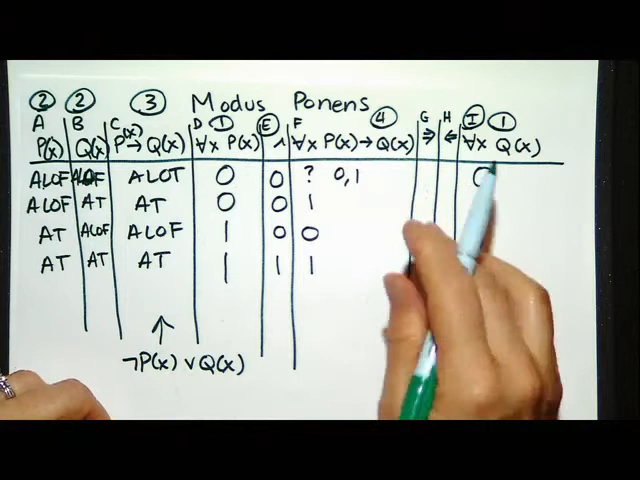 ② ② ③ Modus Ponens
A B C D ① E F ④ G H I ①
P(x) Q(x) P(x) → Q(x) ∀x P(x) ∧ ∀x P(x) → Q(x) ⇒ ⇐ ∀x Q(x)
ALOF ALOF ALOT 0 0 ? 0,1 0
ALOF AT AT 0 0 1
AT ALOF ALOF 1 0 0
AT AT AT 1 1 1
¬P(x) ∨ Q(x)